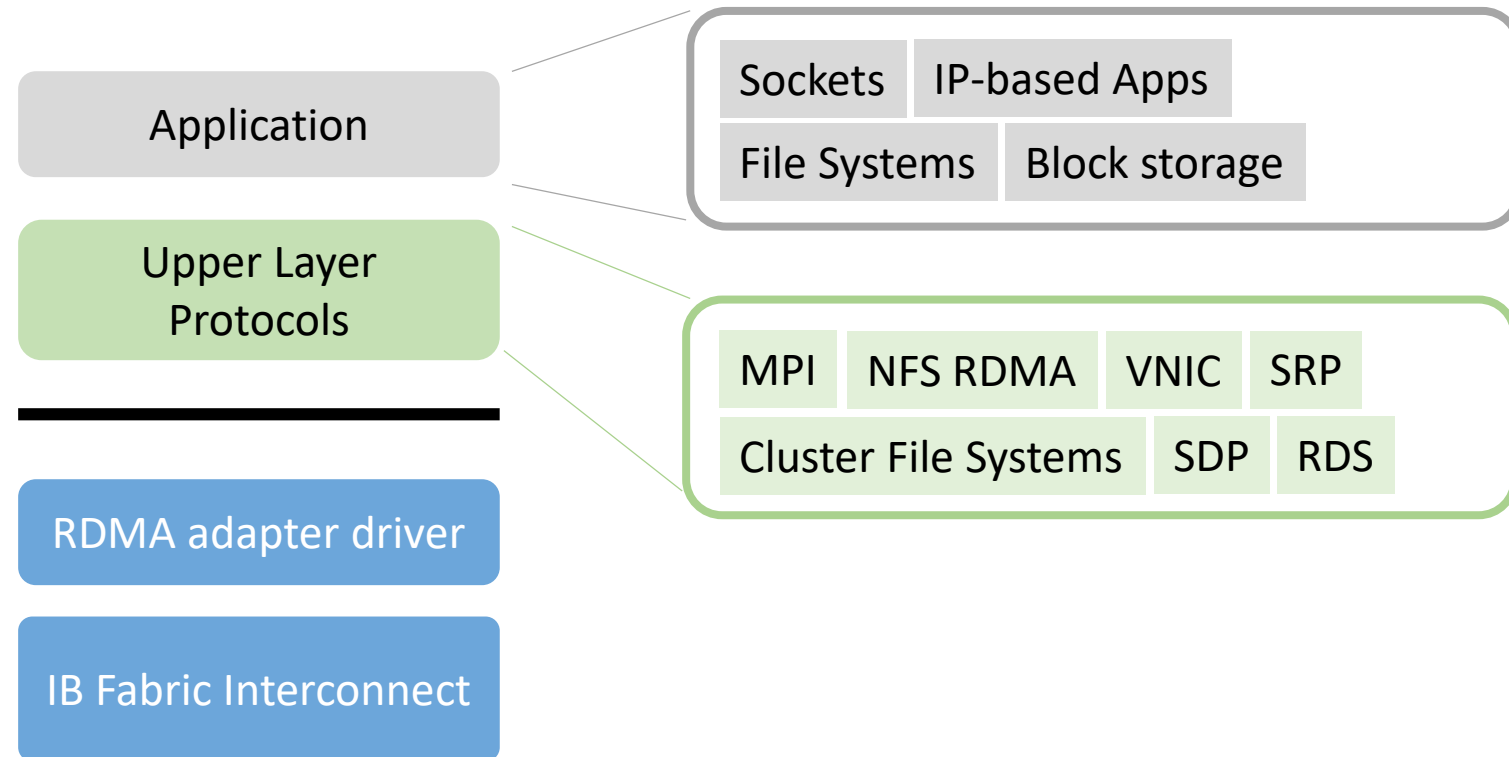 Application
Sockets
IP-based Apps
File Systems
Block storage
Upper Layer
Protocols
MPI
NFS RDMA
VNIC
SRP
Cluster File Systems
SDP
RDS
RDMA adapter driver
IB Fabric Interconnect